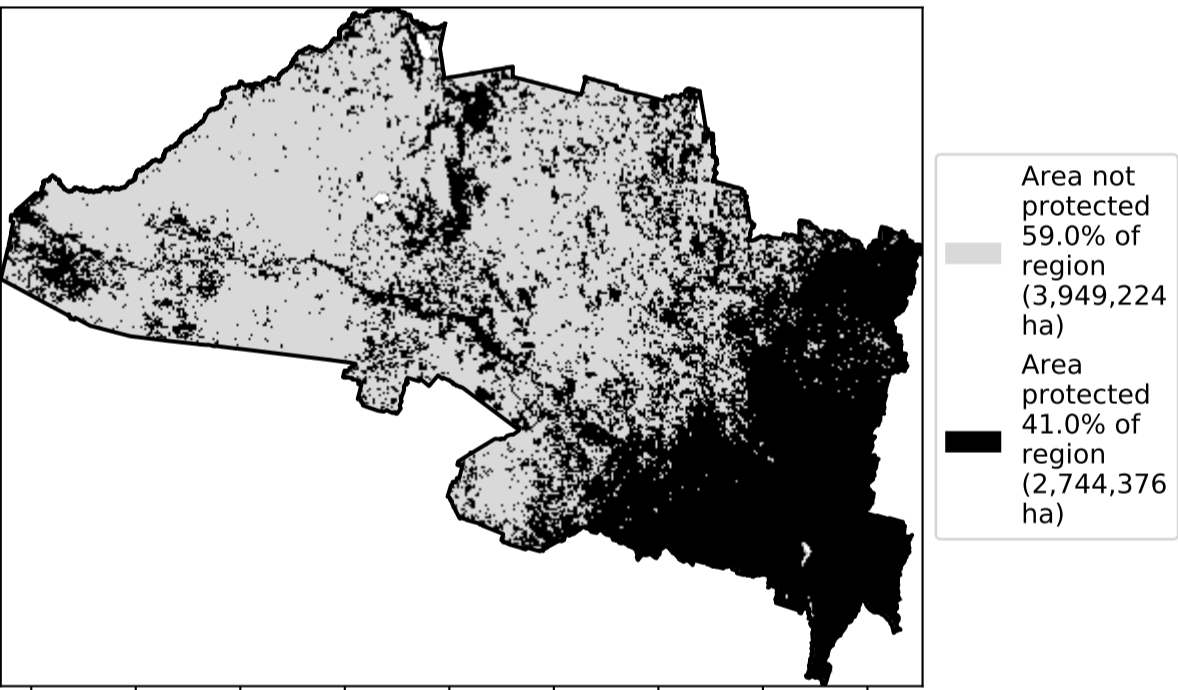 Area not
protected
59.0% of
region
(3,949,224
ha)
Area
protected
41.0% of
region
(2,744,376
ha)